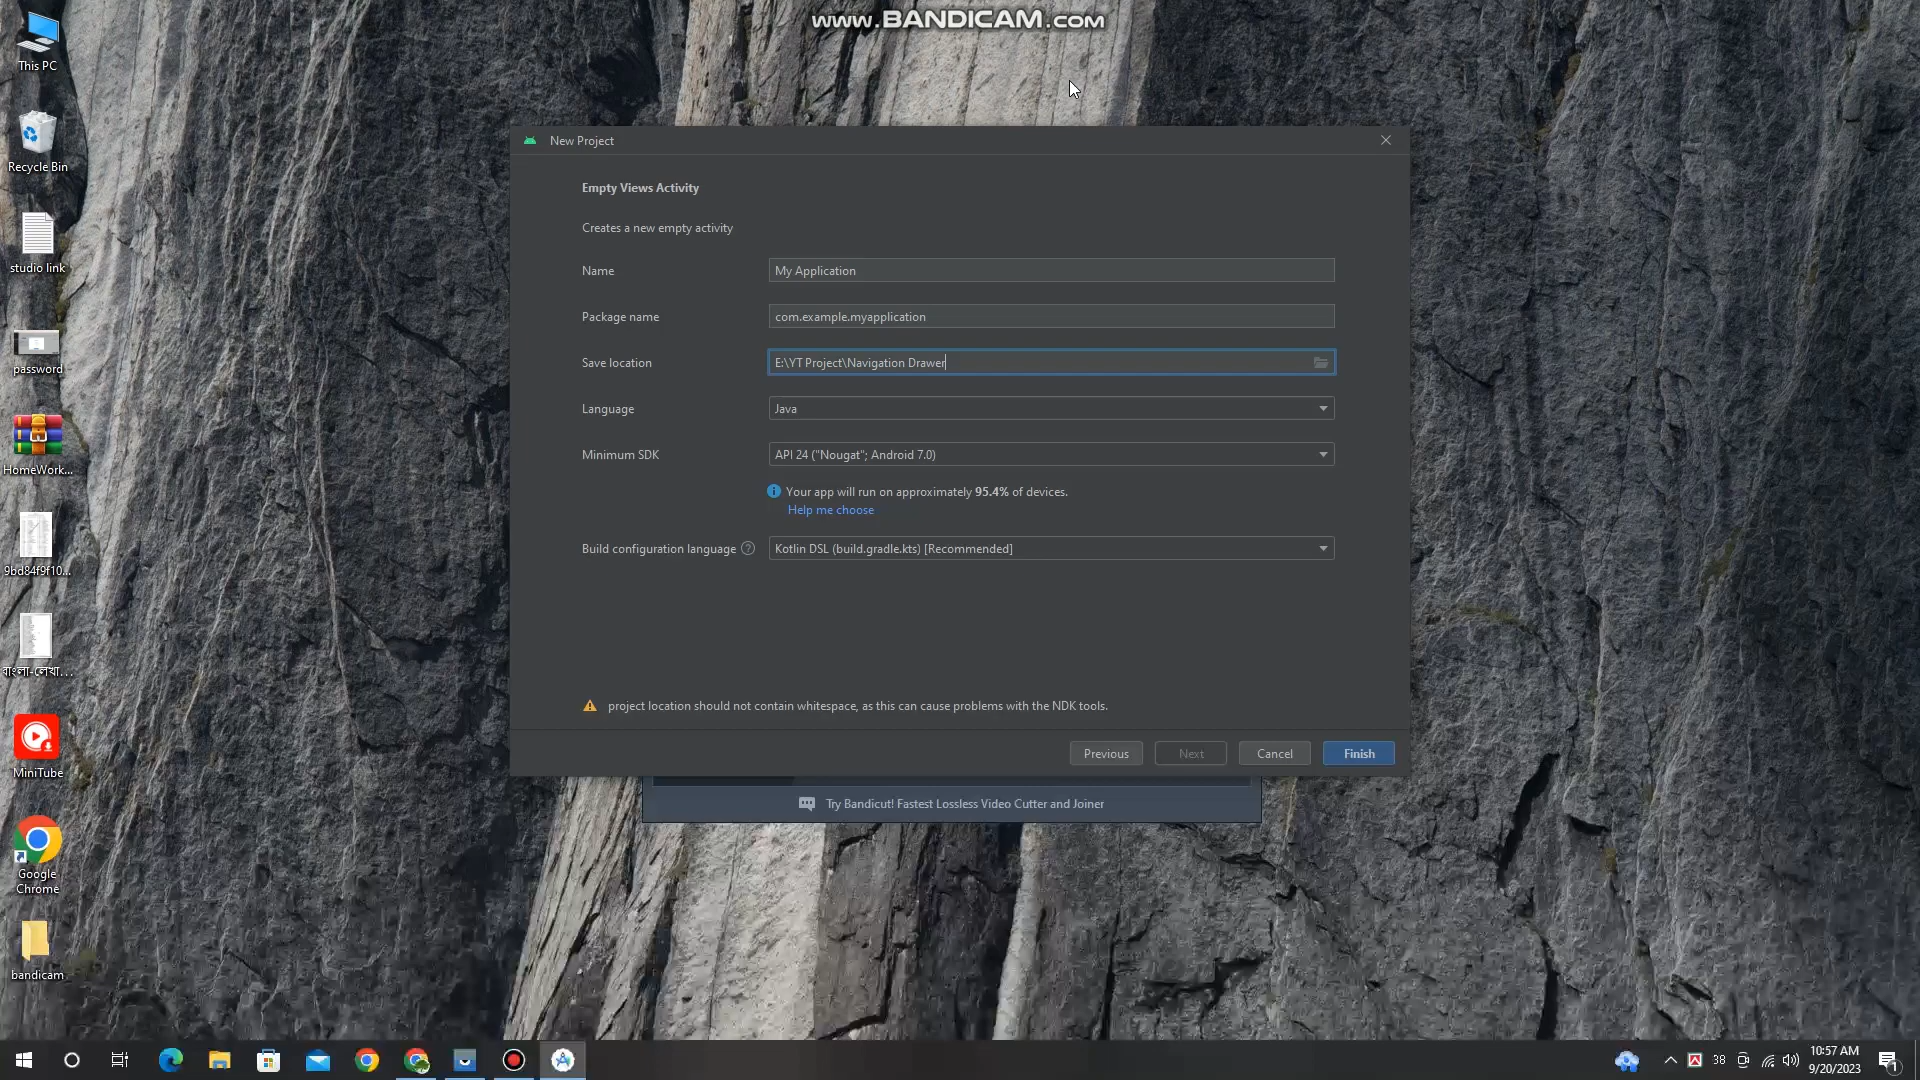 www.BANDICAM.com
This PC
Recycle Bin
studio link
password
HomeWork...
9bd84f9f10...
বাংলা-লেখা...
MiniTube
Google
Chrome
bandicam
New Project
Empty Views Activity
Creates a new empty activity
Name
My Application
Package name
com.example.myapplication
Save location
E:\YT Project\Navigation Drawer
Language
Java
Minimum SDK
API 24 ("Nougat"; Android 7.0)
Your app will run on approximately 95.4% of devices.
Help me choose
Build configuration language
Kotlin DSL (build.gradle.kts) [Recommended]
project location should not contain whitespace, as this can cause problems with the NDK tools.
Previous
Next
Cancel
Finish
Try Bandicut! Fastest Lossless Video Cutter and Joiner
38
10:57 AM
9/20/2023
1